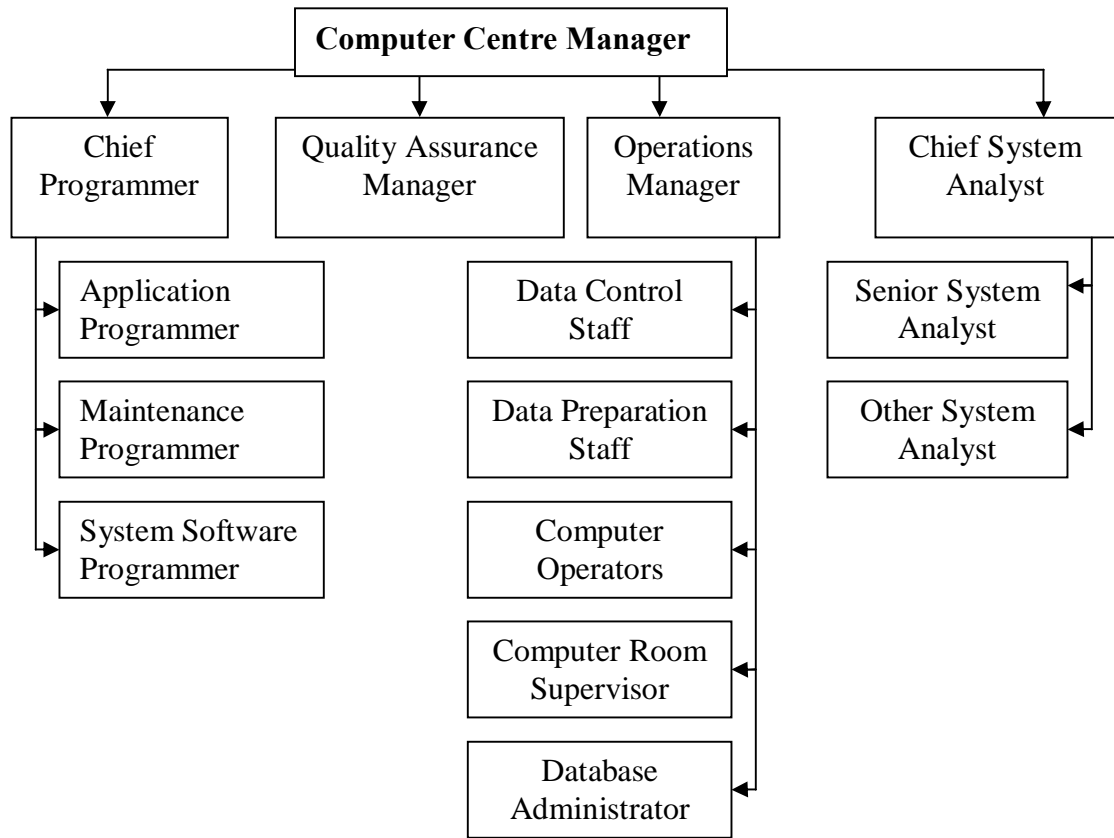 Computer Centre Manager
Chief
Programmer
Quality Assurance
Manager
Operations
Manager
Chief System
Analyst
Application
Programmer
Maintenance
Programmer
System Software
Programmer
Data Control
Staff
Data Preparation
Staff
Computer
Operators
Computer Room
Supervisor
Database
Administrator
Senior System
Analyst
Other System
Analyst